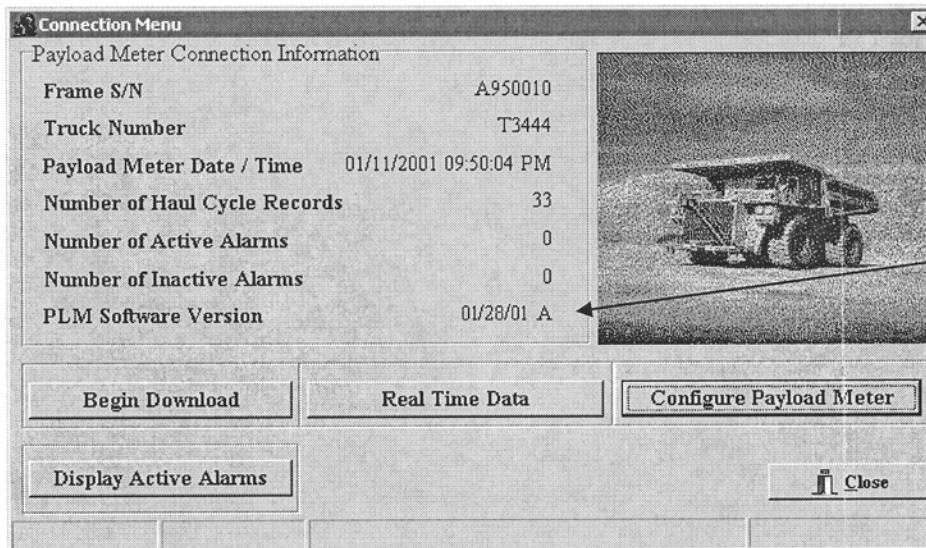 Connection Menu
Payload Meter Connection Information
Frame S/N A950010
Truck Number T3444
Payload Meter Date / Time 01/11/2001 09:50:04 PM
Number of Haul Cycle Records 33
Number of Active Alarms 0
Number of Inactive Alarms 0
PLM Software Version 01/28/01 A
Begin Download Real Time Data Configure Payload Meter
Display Active Alarms Close